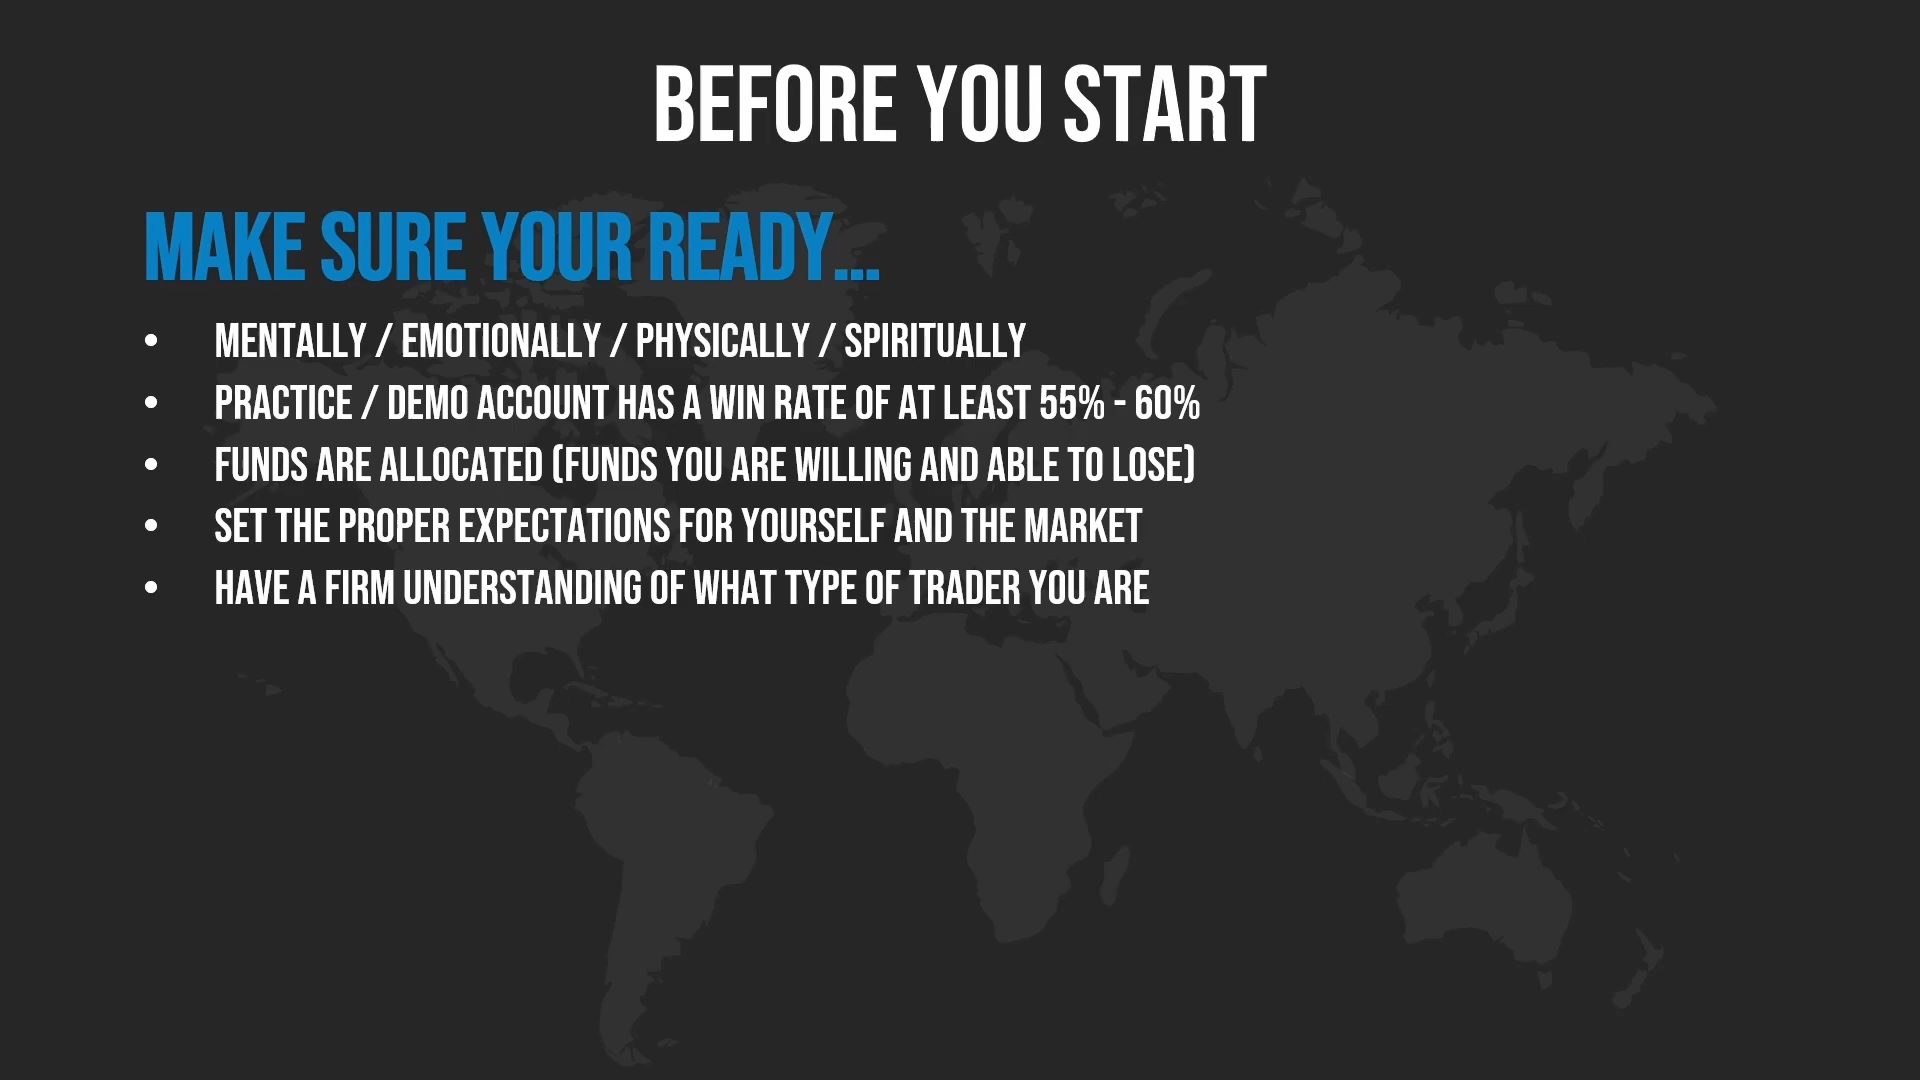 BEFORE YOU START
MAKE SURE YOUR READY...
• MENTALLY / EMOTIONALLY / PHYSICALLY / SPIRITUALLY
• PRACTICE / DEMO ACCOUNT HAS A WIN RATE OF AT LEAST 55% - 60%
• FUNDS ARE ALLOCATED (FUNDS YOU ARE WILLING AND ABLE TO LOSE)
• SET THE PROPER EXPECTATIONS FOR YOURSELF AND THE MARKET
• HAVE A FIRM UNDERSTANDING OF WHAT TYPE OF TRADER YOU ARE